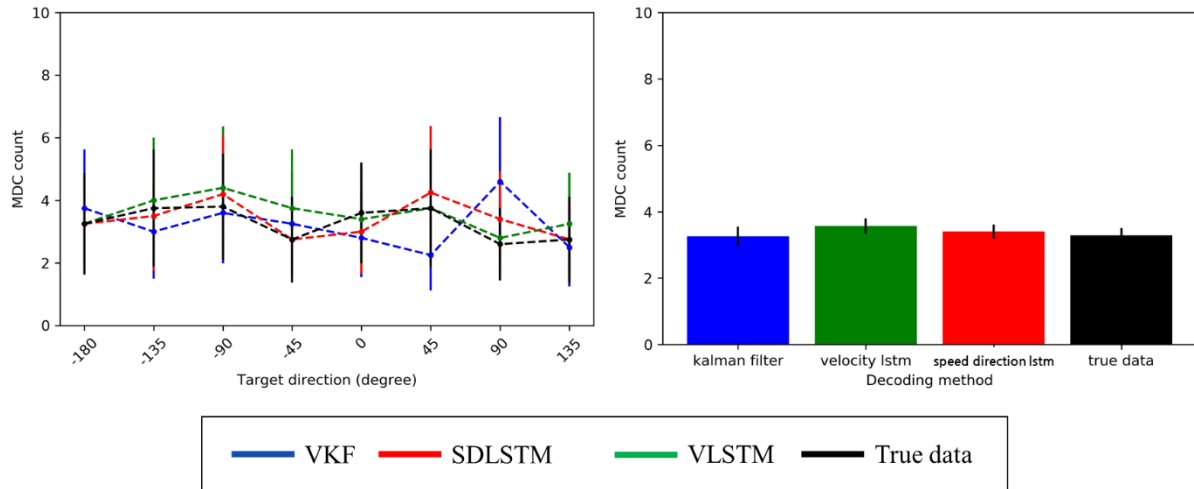 10
8
6
4
2
0
MDC count
-180
-135
-90
-45
0
45
90
135
Target direction (degree)
10
8
6
4
2
0
MDC count
kalman filter
velocity lstm
speed direction lstm
true data
Decoding method
VKF
SDLSTM
VLSTM
True data